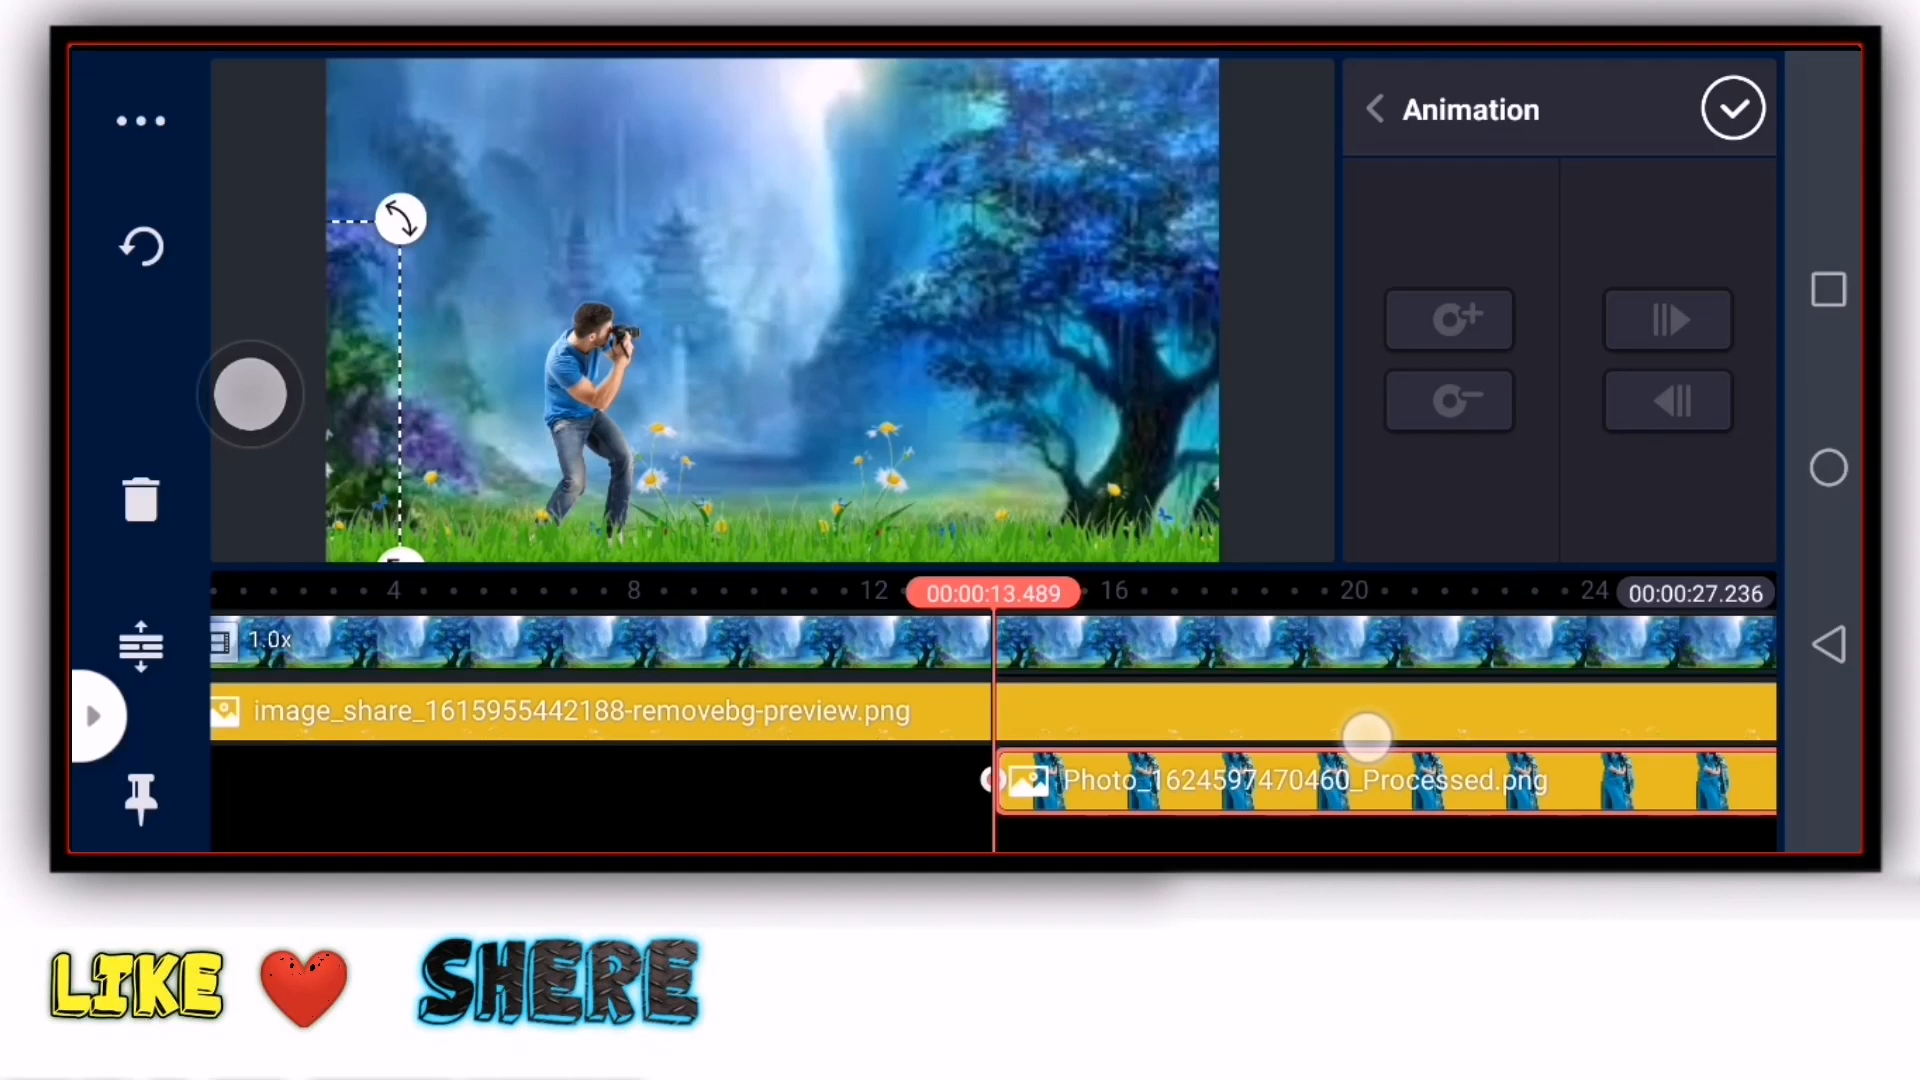 Animation
4 8 12 00:00:13.489 16 20 24 00:00:27.236
1.0x
image_share_1615955442188-removebg-preview.png
Photo_1624597470460_Processed.png
LIKE SHERE